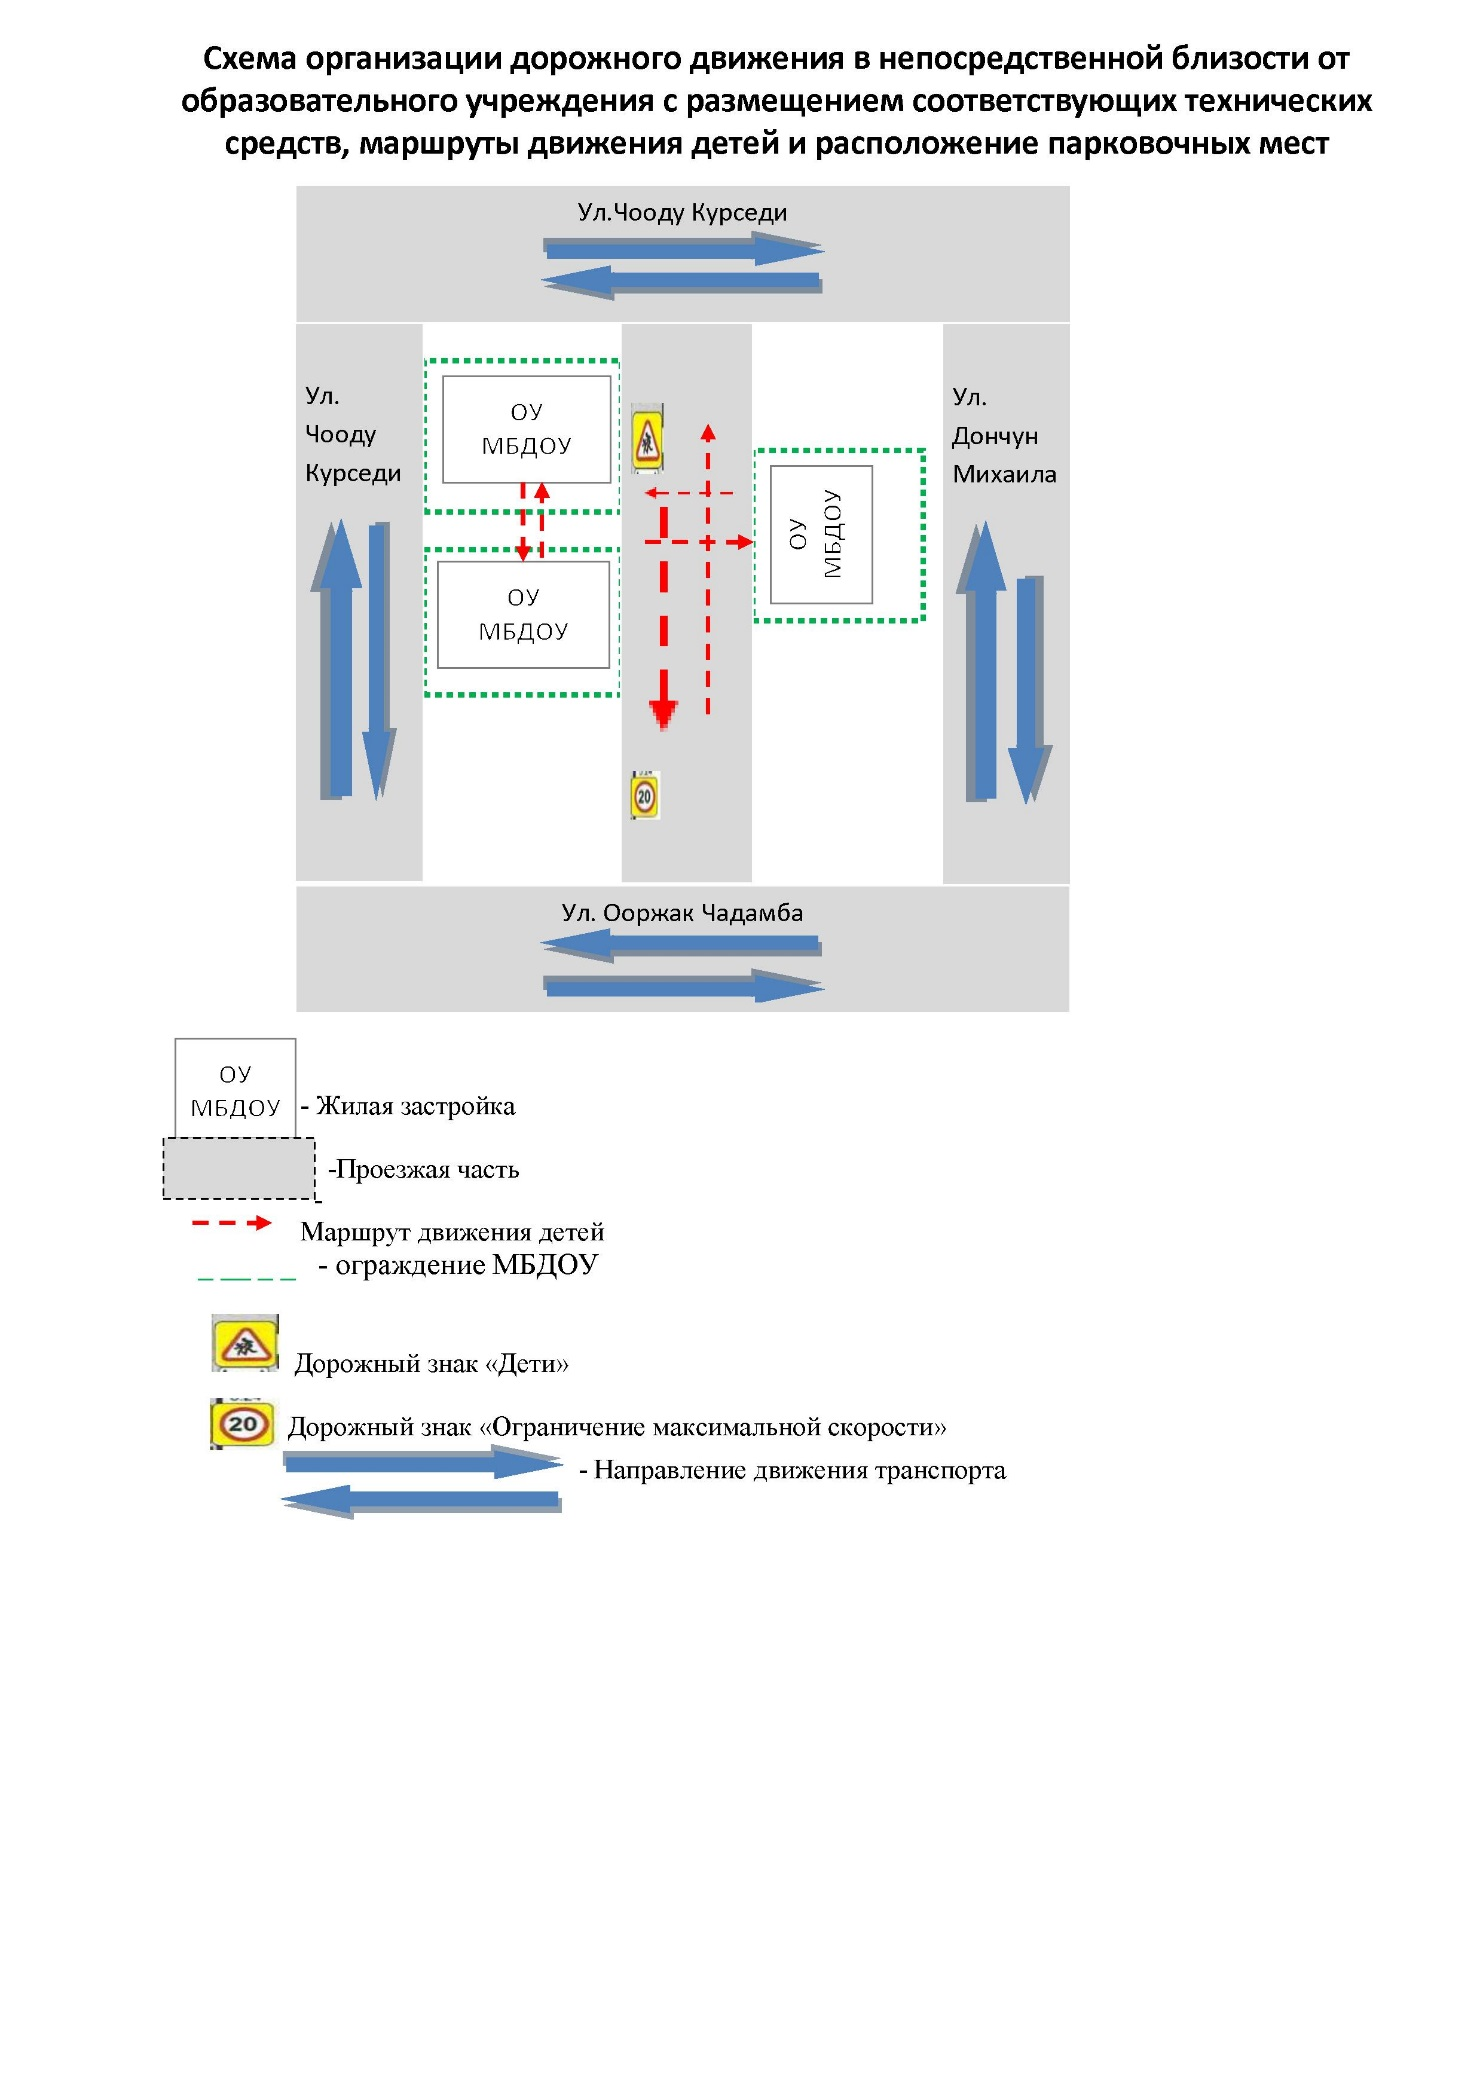 Схема организации дорожного движения в непосредственной близости от
образовательного учреждения с размещением соответствующих технических
средств, маршруты движения детей и расположение парковочных мест
Ул.Чооду Курседи
Ул.
Чооду
Курседи
ОУ
МБДОУ
ОУ
МБДОУ
ОУ
МБДОУ
Ул.
Дончун
Михаила
20
Ул. Ооржак Чадамба
ОУ
МБДОУ
- Жилая застройка
-Проезжая часть
-
Маршрут движения детей
- ограждение МБДОУ
Дорожный знак «Дети»
20
Дорожный знак «Ограничение максимальной скорости»
- Направление движения транспорта